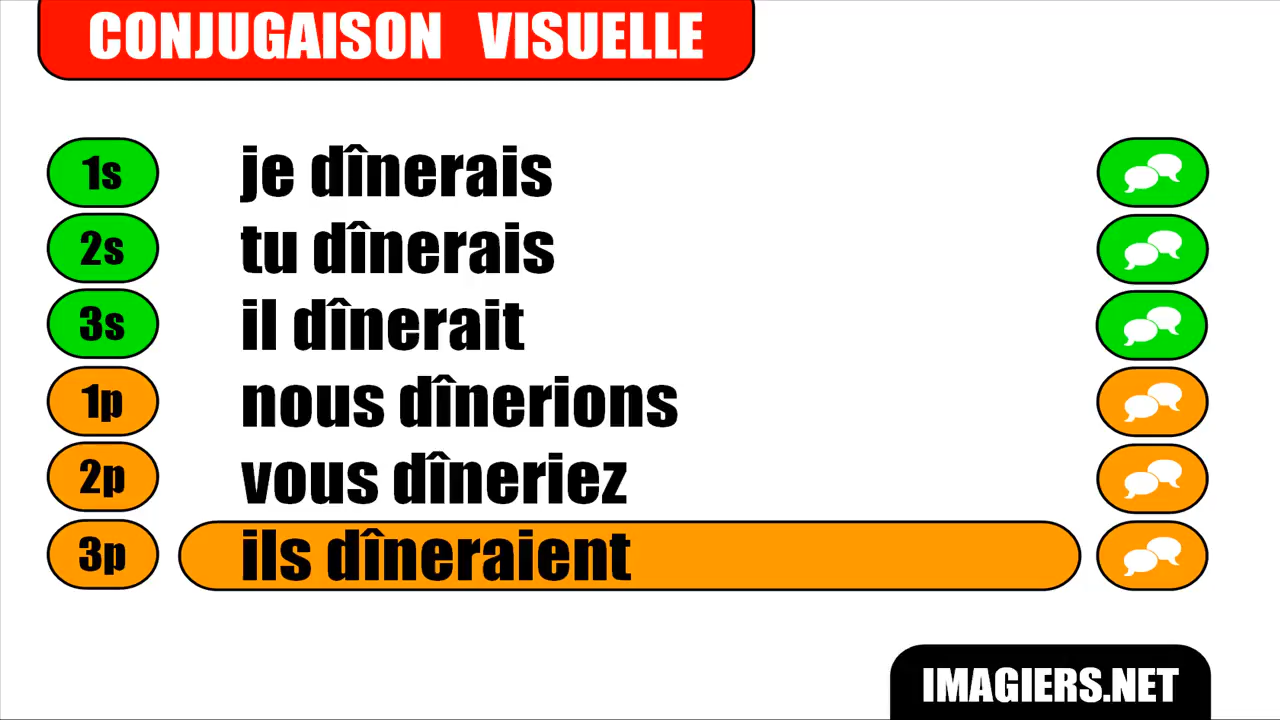 CONJUGAISON VISUELLE
1s je dînerais
2s tu dînerais
3s il dînerait
1p nous dînerions
2p vous dîneriez
3p ils dîneraient
IMAGIERS.NET